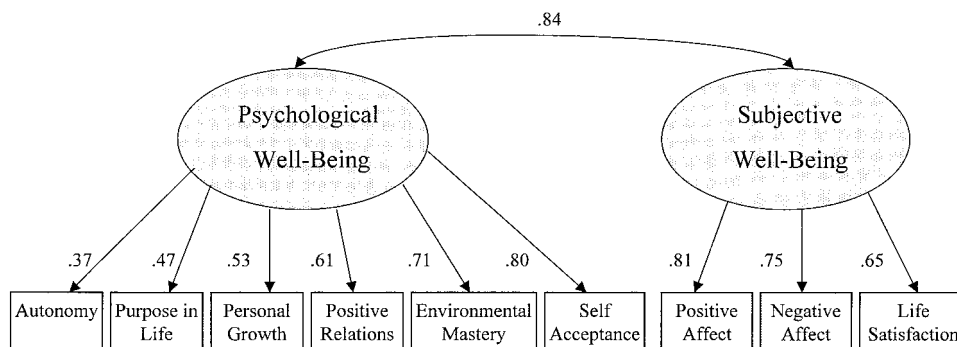 .84
Psychological
Well-Being
Subjective
Well-Being
.37 .47 .53 .61 .71 .80 .81 .75 .65
Autonomy Purpose in Personal Positive Environmental Self Positive Negative Life
Life Growth Relations Mastery Acceptance Affect Affect Satisfaction